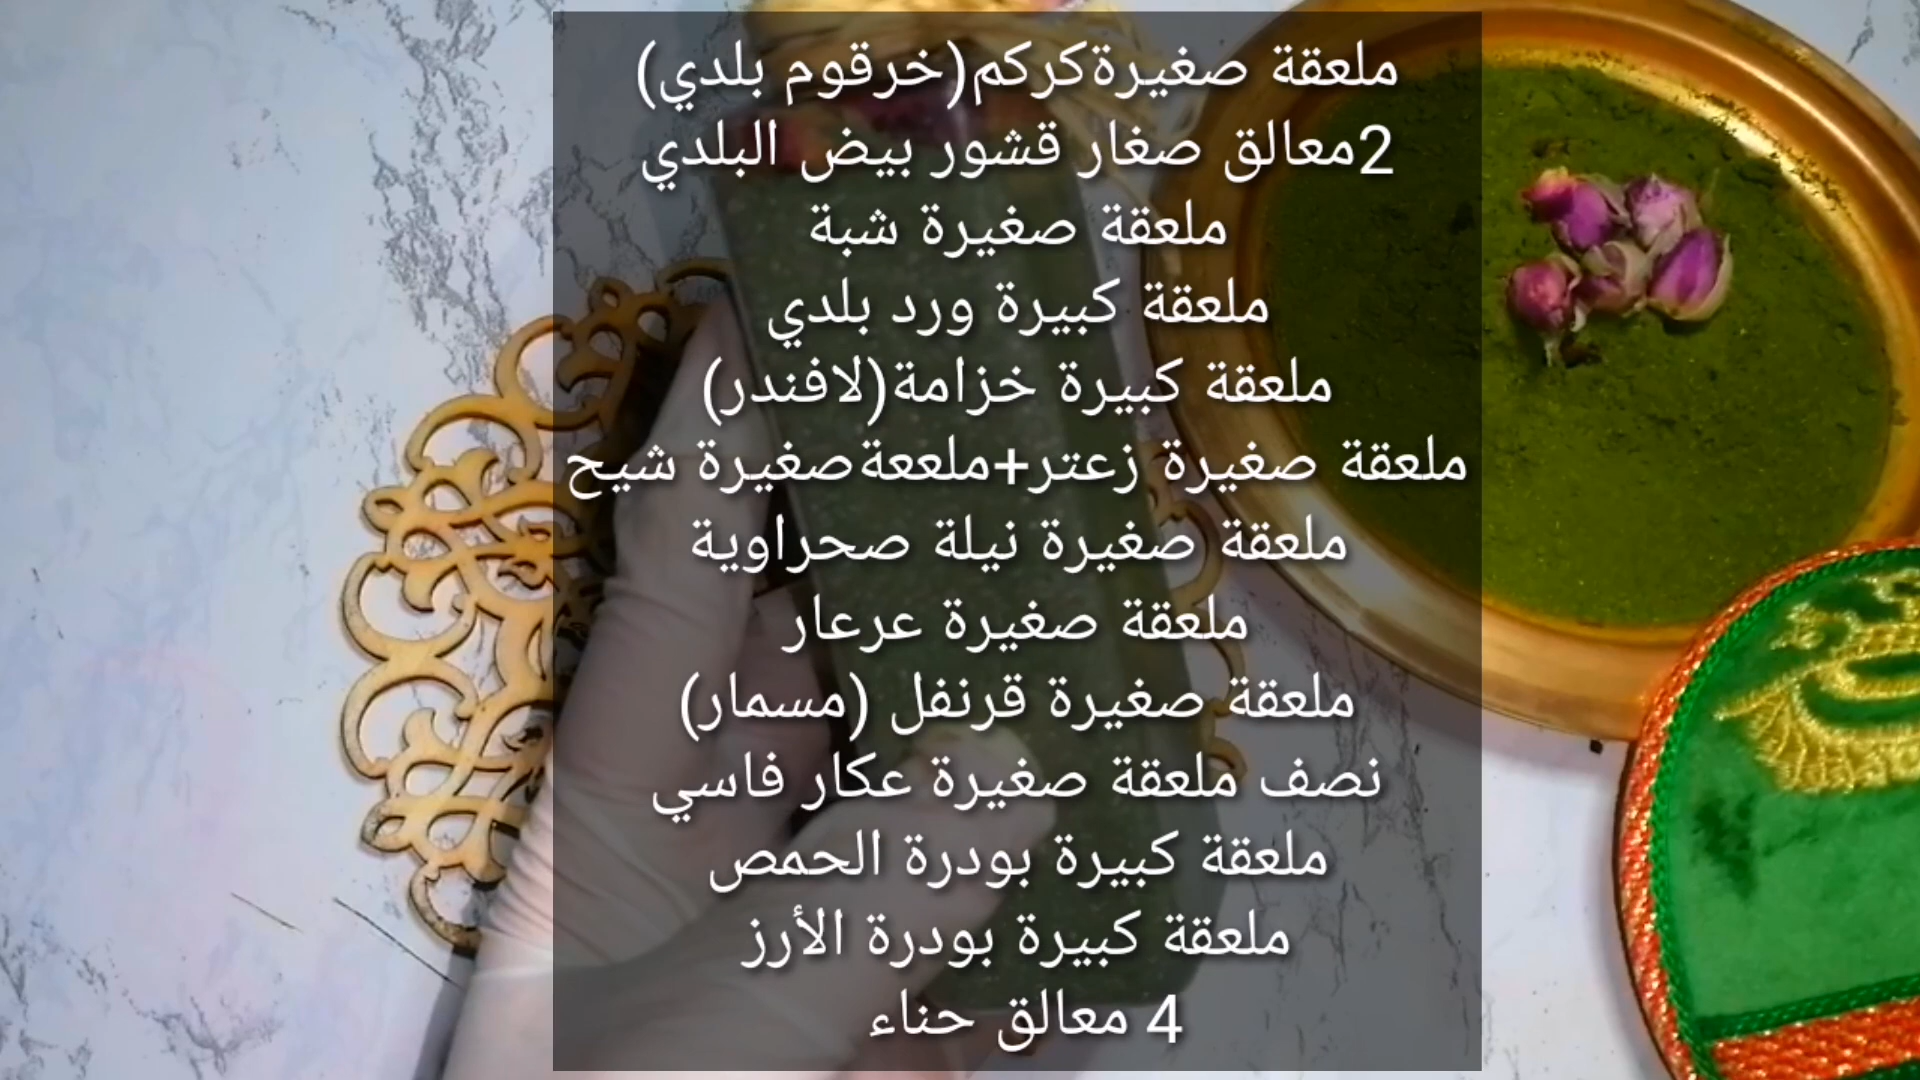 ملعقة صغيرةكركم(خرقوم بلدي)
2معالق صغار قشور بيض البلدي
ملعقة صغيرة شبة
ملعقة كبيرة ورد بلدي
ملعقة كبيرة خزامة(لافندر)
ملعقة صغيرة زعتر+ملععةصغيرة شيح
ملعقة صغيرة نيلة صحراوية
ملعقة صغيرة عرعار
ملعقة صغيرة قرنفل (مسمار)
نصف ملعقة صغيرة عكار فاسي
ملعقة كبيرة بودرة الحمص
ملعقة كبيرة بودرة الأرز
4 معالق حناء